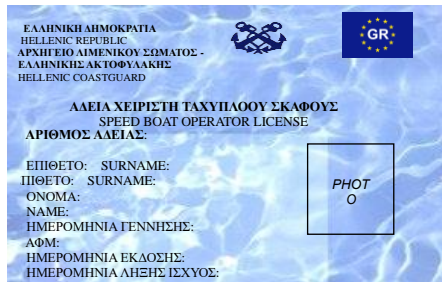 ΕΛΛΗΝΙΚΗ ΔΗΜΟΚΡΑΤΙΑ
HELLENIC REPUBLIC
ΑΡΧΗΓΕΙΟ ΛΙΜΕΝΙΚΟΥ ΣΩΜΑΤΟΣ -
ΕΛΛΗΝΙΚΗΣ ΑΚΤΟΦΥΛΑΚΗΣ
HELLENIC COASTGUARD
GR
ΑΔΕΙΑ ΧΕΙΡΙΣΤΗ ΤΑΧΥΠΛΟΟΥ ΣΚΑΦΟΥΣ
SPEED BOAT OPERATOR LICENSE
ΑΡΙΘΜΟΣ ΑΔΕΙΑΣ:
ΕΠΙΘΕΤΟ: SURNAME:
ΠΙΘΕΤΟ: SURNAME:
ΟΝΟΜΑ:
NAME:
ΗΜΕΡΟΜΗΝΙΑ ΓΕΝΝΗΣΗΣ:
ΑΦΜ:
ΗΜΕΡΟΜΗΝΙΑ ΕΚΔΟΣΗΣ:
ΗΜΕΡΟΜΗΝΙΑ ΛΗΞΗΣ ΙΣΧΥΟΣ:
PHOT
O